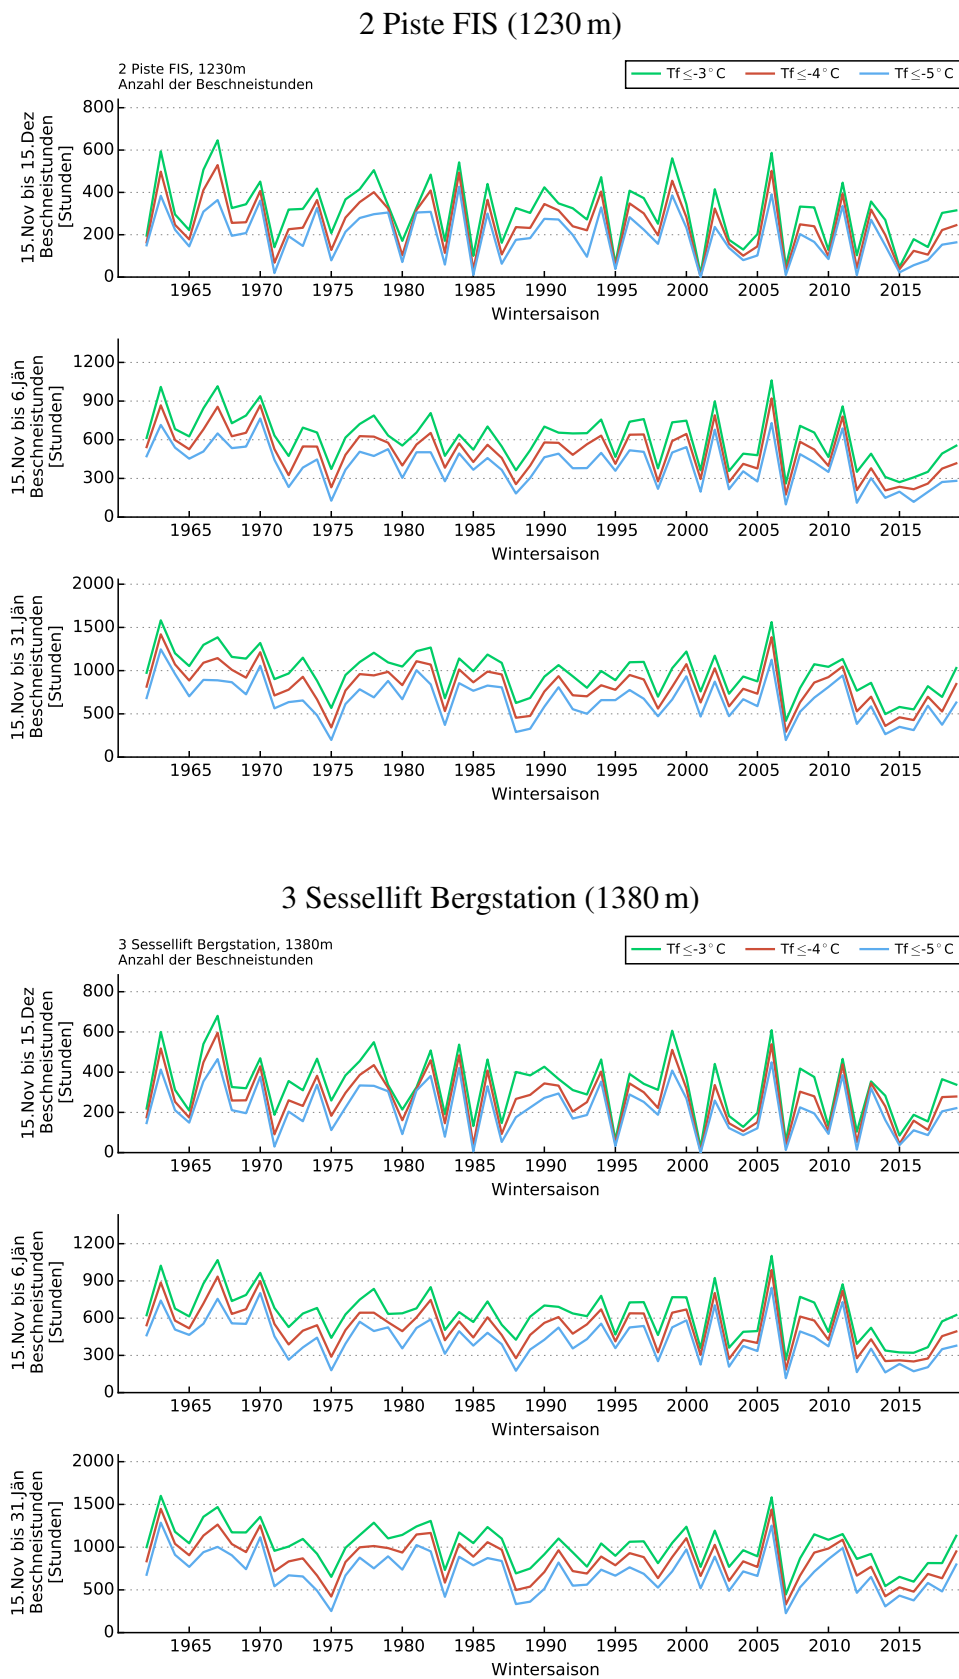 2 Piste FIS (1230 m)
2 Piste FIS, 1230m
Anzahl der Beschneistunden
Tf ≤-3°C Tf ≤-4°C Tf ≤-5°C
15.Nov bis 15.Dez
Beschneistunden
[Stunden]
800
600
400
200
0
1965 1970 1975 1980 1985 1990 1995 2000 2005 2010 2015
Wintersaison
15.Nov bis 6.Jän
Beschneistunden
[Stunden]
1200
900
600
300
0
1965 1970 1975 1980 1985 1990 1995 2000 2005 2010 2015
Wintersaison
15.Nov bis 31.Jän
Beschneistunden
[Stunden]
2000
1500
1000
500
0
1965 1970 1975 1980 1985 1990 1995 2000 2005 2010 2015
Wintersaison
3 Sessellift Bergstation (1380 m)
3 Sessellift Bergstation, 1380m
Anzahl der Beschneistunden
Tf ≤-3°C Tf ≤-4°C Tf ≤-5°C
15.Nov bis 15.Dez
Beschneistunden
[Stunden]
800
600
400
200
0
1965 1970 1975 1980 1985 1990 1995 2000 2005 2010 2015
Wintersaison
15.Nov bis 6.Jän
Beschneistunden
[Stunden]
1200
900
600
300
0
1965 1970 1975 1980 1985 1990 1995 2000 2005 2010 2015
Wintersaison
15.Nov bis 31.Jän
Beschneistunden
[Stunden]
2000
1500
1000
500
0
1965 1970 1975 1980 1985 1990 1995 2000 2005 2010 2015
Wintersaison